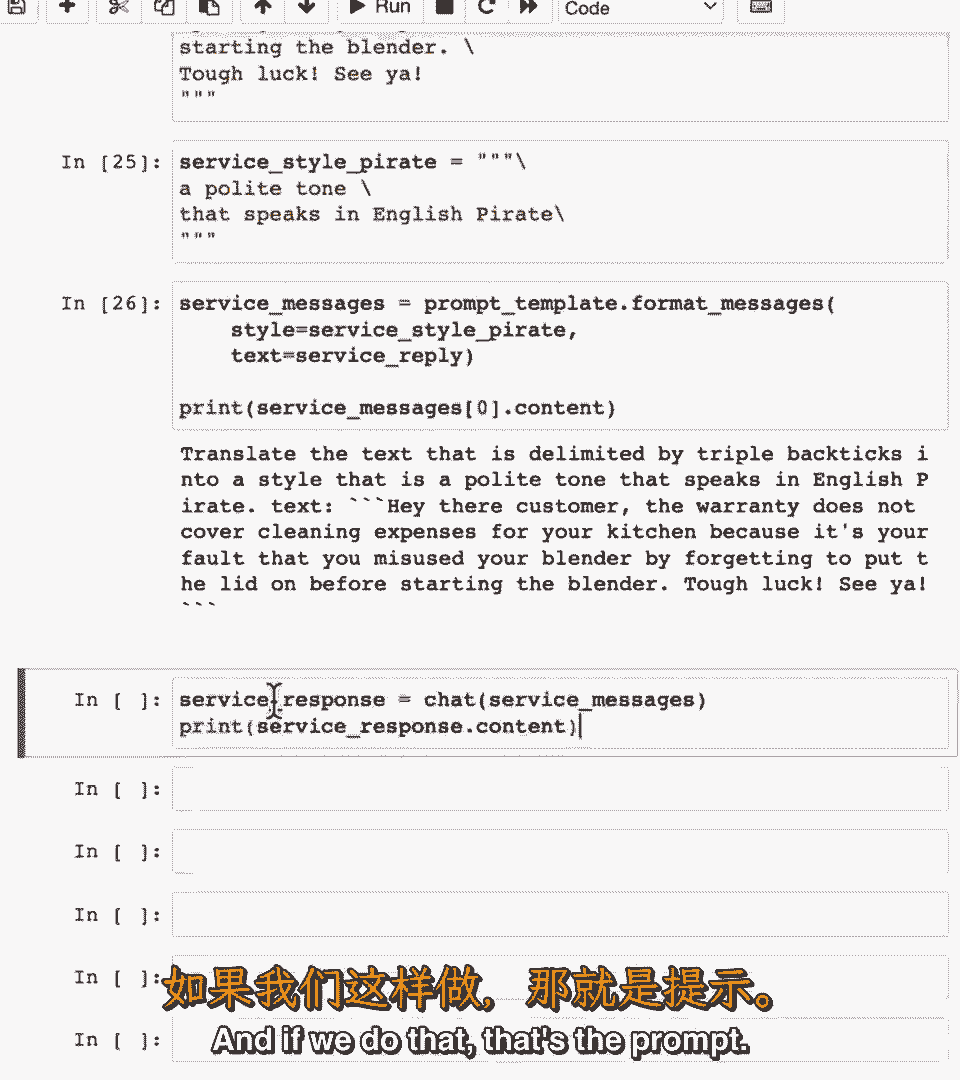 Run
Code
starting the blender. \
Tough luck! See ya!
"""
In [25]:
service_style_pirate = """\
a polite tone \
that speaks in English Pirate\
"""
In [26]:
service_messages = prompt_template.format_messages(
style=service_style_pirate,
text=service_reply)
print(service_messages[0].content)
Translate the text that is delimited by triple backticks i
nto a style that is a polite tone that speaks in English P
irate. text: ```Hey there customer, the warranty does not
cover cleaning expenses for your kitchen because it's your
fault that you misused your blender by forgetting to put t
he lid on before starting the blender. Tough luck! See ya!
```
In [ ]:
service_response = chat(service_messages)
print(service_response.content)
In [ ]:
In [ ]:
In [ ]:
In [ ]:
如果我们这样做，那就是提示。
In [ ]:
And if we do that, that's the prompt.